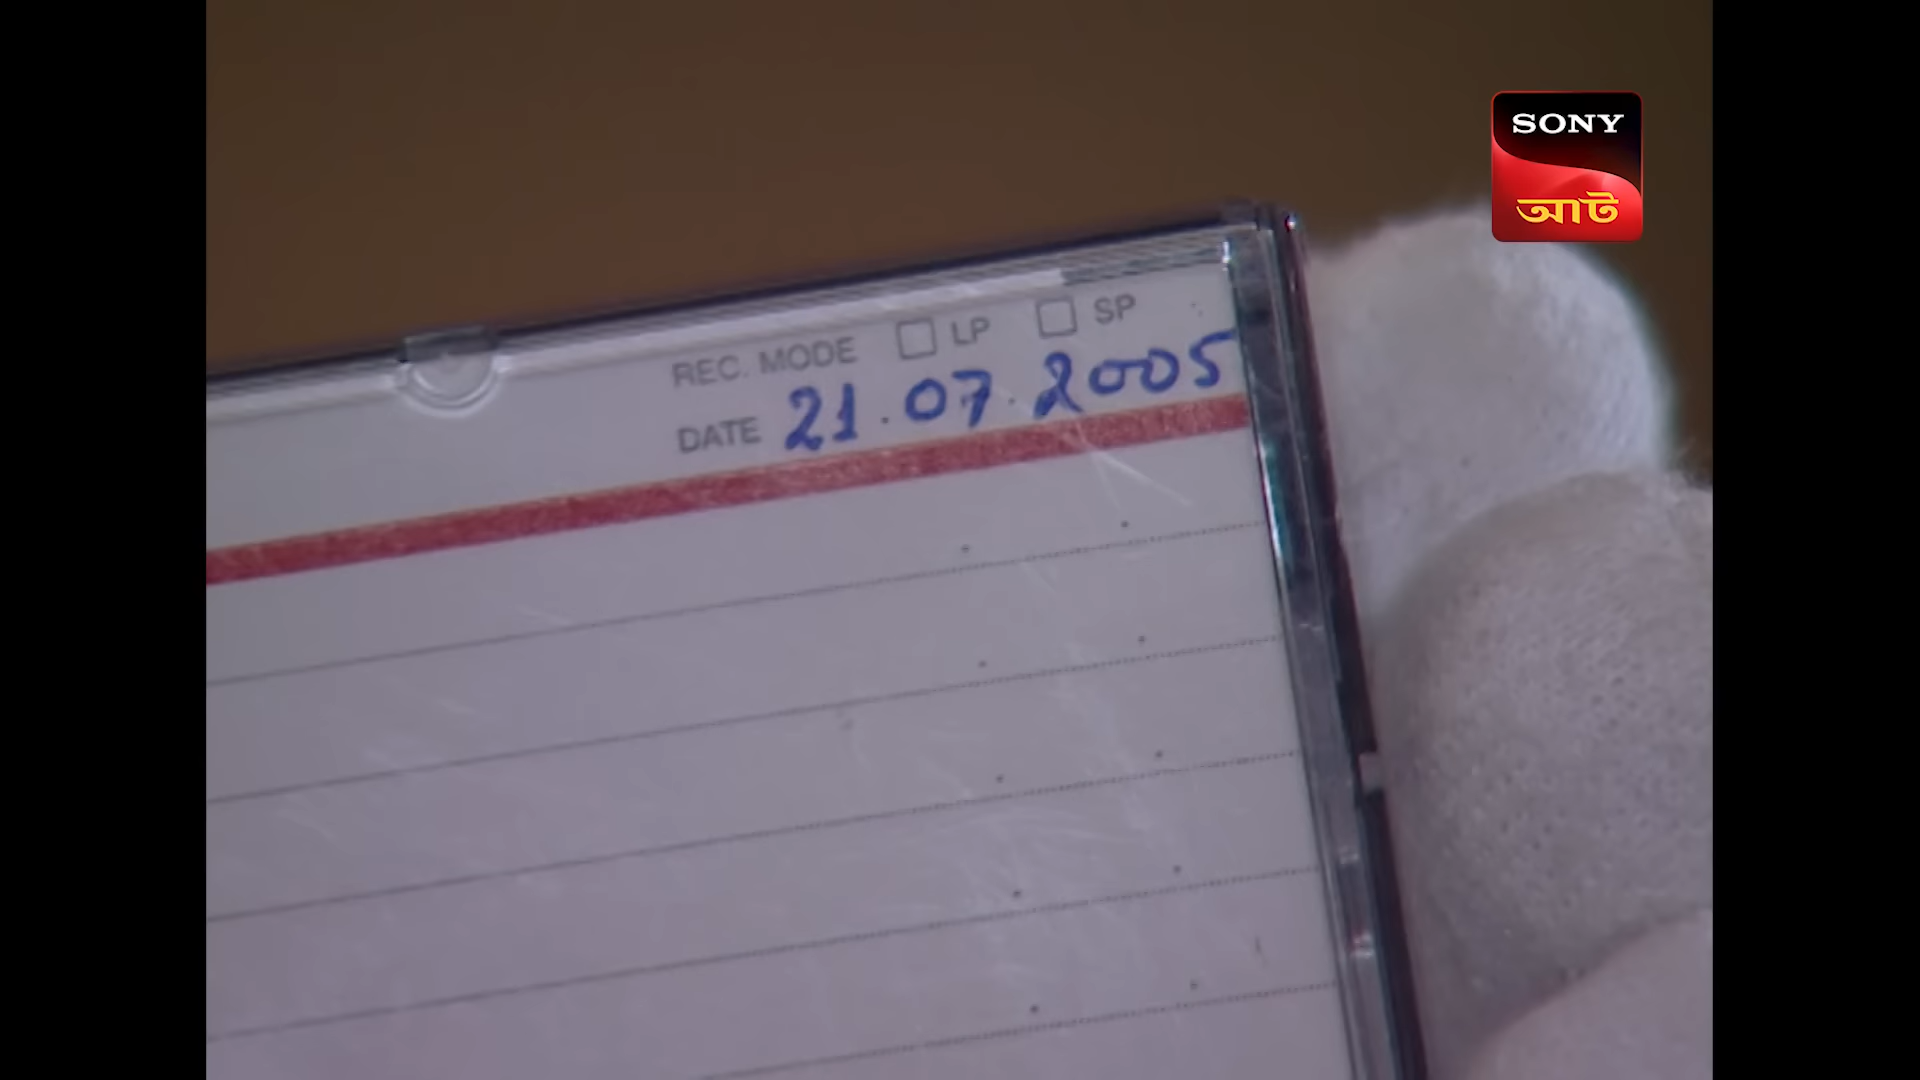 SONY
আট
REC. MODE LP SP
DATE 21.07.2005